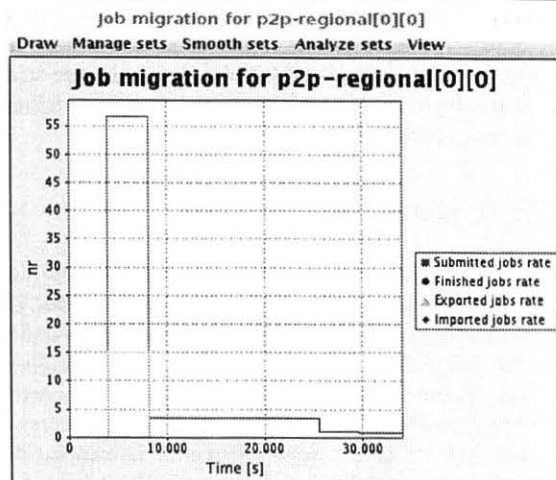 Job migration for p2p-regional[0][0]
Draw Manage sets Smooth sets Analyze sets View
Job migration for p2p-regional[0][0]
55
50
45
40
35
30
25
20
15
10
5
0
nr
0 10.000 20.000 30.000
Time [s]
Submitted jobs rate
Finished jobs rate
Exported jobs rate
Imported jobs rate